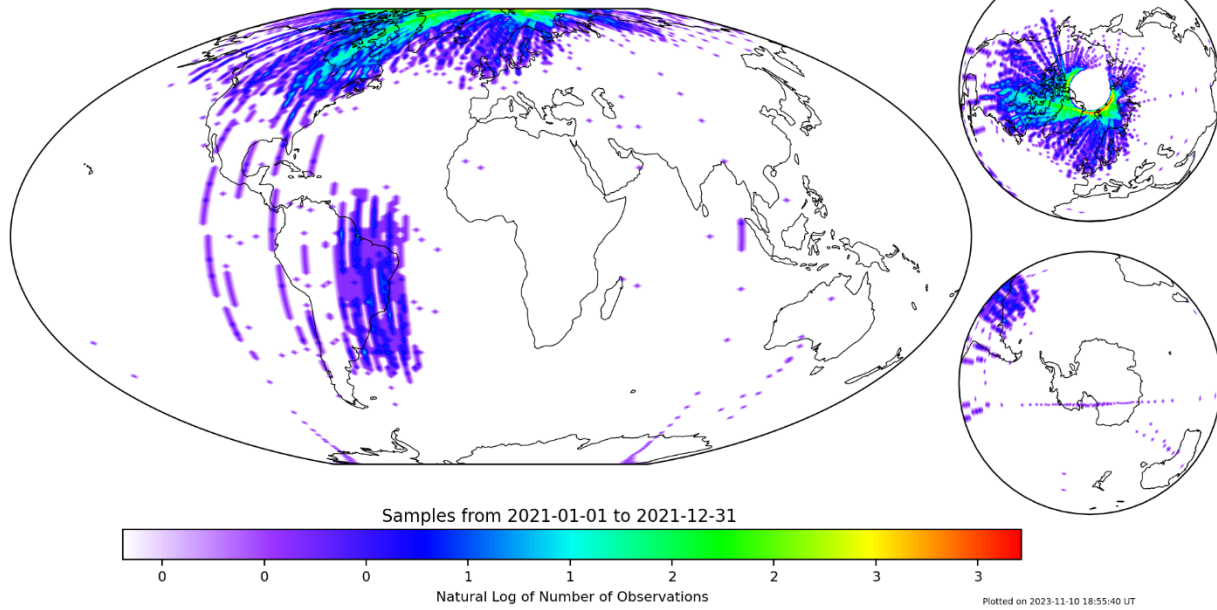 Samples from 2021-01-01 to 2021-12-31
0 0 0 1 1 2 2 3 3
Natural Log of Number of Observations
Plotted on 2023-11-10 18:55:40 UT